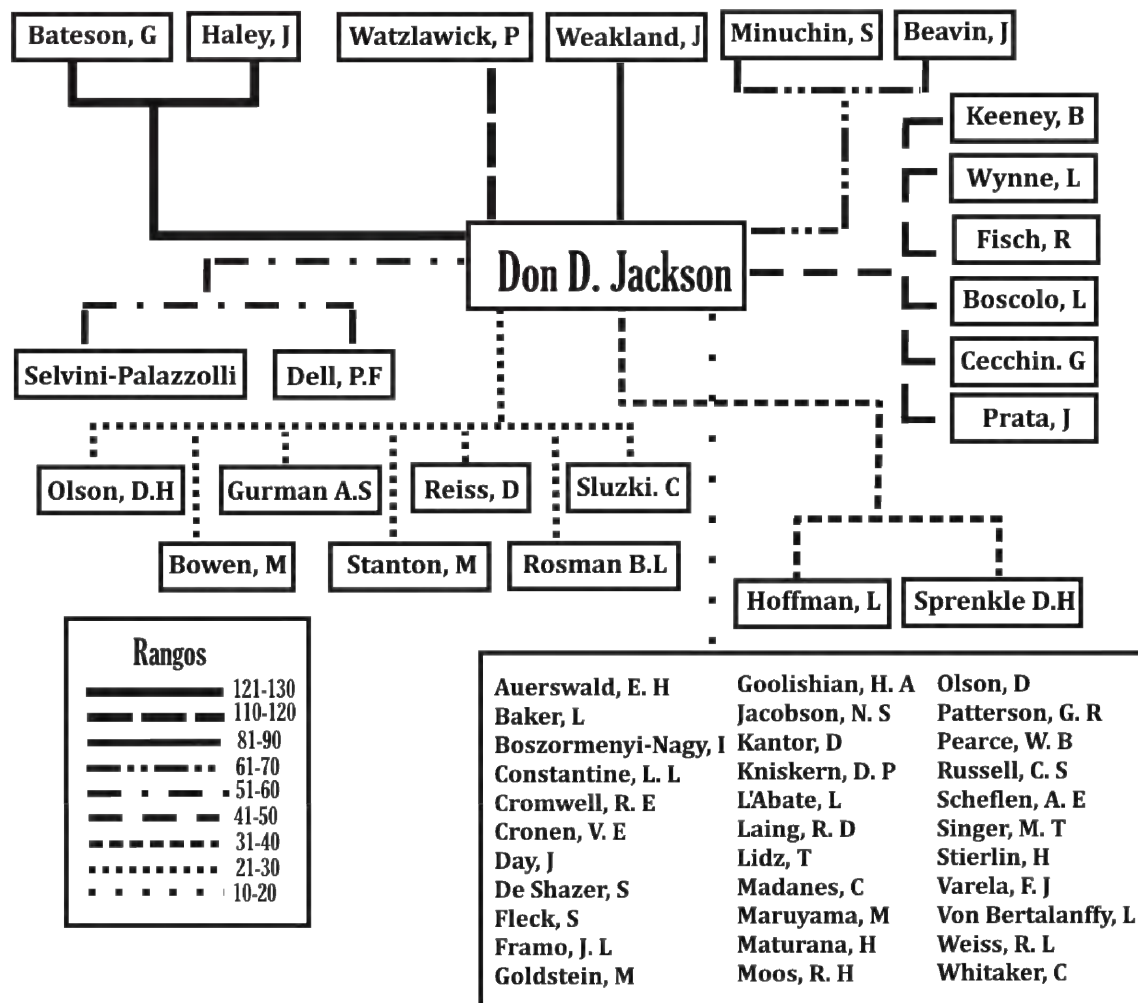 Bateson, G
Haley, J
Watzlawick, P
Weakland, J
Minuchin, S
Beavin, J
Keeney, B
Wynne, L
Fisch, R
Boscolo, L
Cecchin. G
Prata, J
Don D. Jackson
Selvini-Palazzolli
Dell, P.F
Olson, D.H
Gurman A.S
Reiss, D
Sluzki. C
Bowen, M
Stanton, M
Rosman B.L
Hoffman, L
Sprenkle D.H
Rangos
121-130
110-120
81-90
61-70
51-60
41-50
31-40
21-30
10-20
Auerswald, E. H
Baker, L
Boszormenyi-Nagy, I
Constantine, L. L
Cromwell, R. E
Cronen, V. E
Day, J
De Shazer, S
Fleck, S
Framo, J. L
Goldstein, M
Goolishian, H. A
Jacobson, N. S
Kantor, D
Kniskern, D. P
L'Abate, L
Laing, R. D
Lidz, T
Madanes, C
Maruyama, M
Maturana, H
Moos, R. H
Olson, D
Patterson, G. R
Pearce, W. B
Russell, C. S
Scheflen, A. E
Singer, M. T
Stierlin, H
Varela, F. J
Von Bertalanffy, L
Weiss, R. L
Whitaker, C